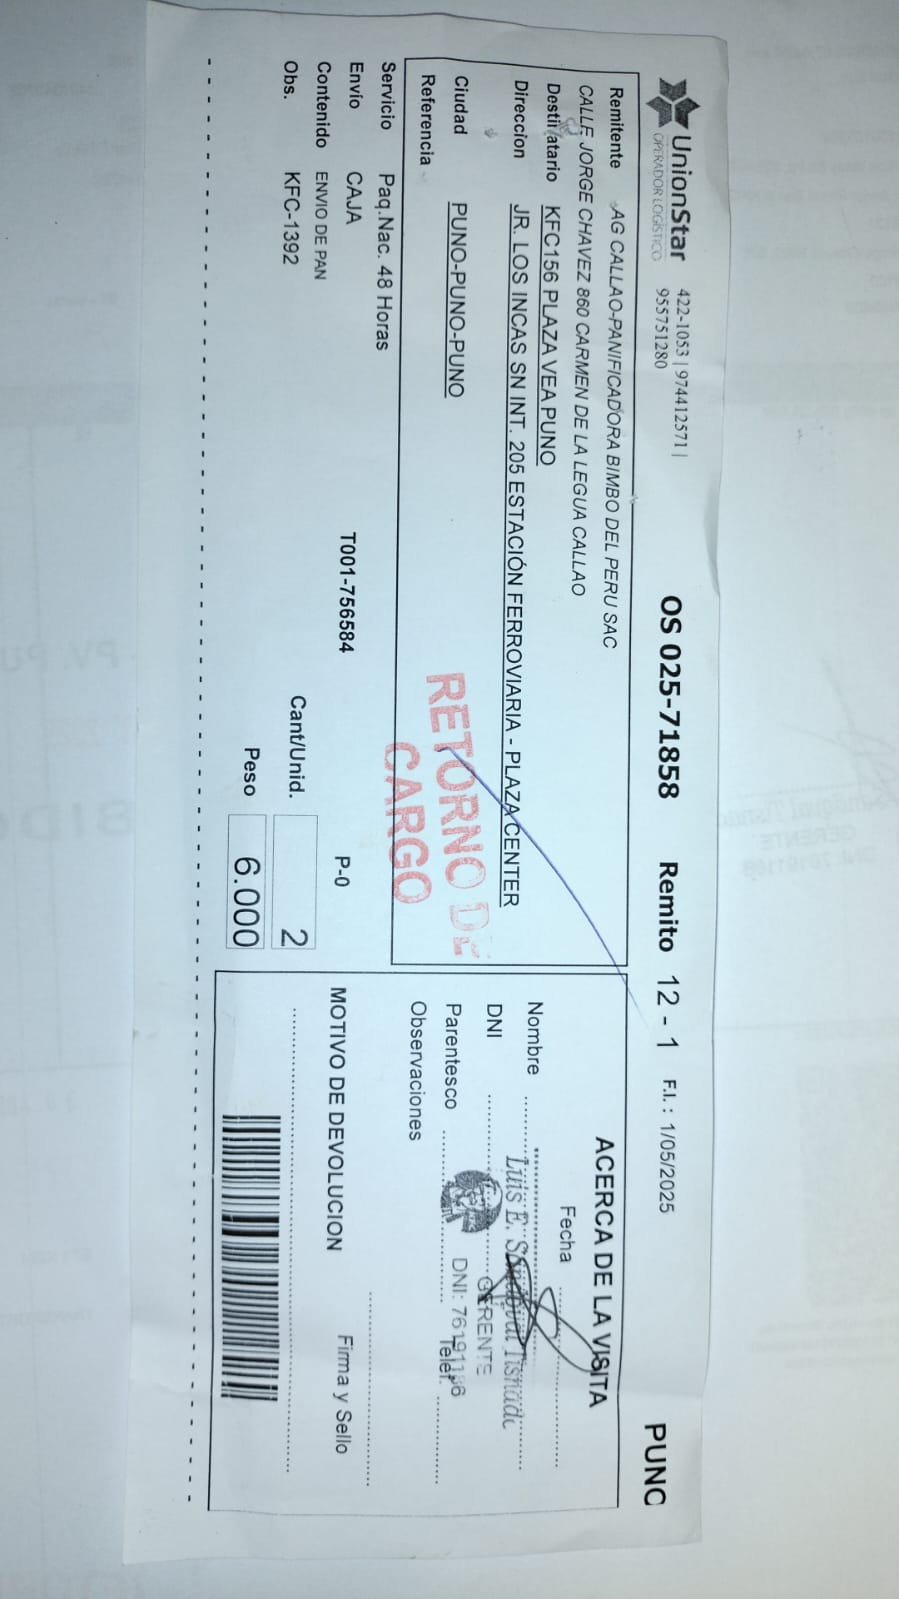 UnionStar
OPERADOR LOGÍSTICO
422-1053 | 974412571 |
955751280
OS 025-71858 Remito 12 - 1 F.I. : 1/05/2025 PUNO
Remitente AG CALLAO-PANIFICADORA BIMBO DEL PERU SAC
CALLE JORGE CHAVEZ 860 CARMEN DE LA LEGUA CALLAO
Destinatario KFC156 PLAZA VEA PUNO
Direccion JR. LOS INCAS SN INT. 205 ESTACIÓN FERROVIARIA - PLAZA CENTER
Ciudad PUNO-PUNO-PUNO
Referencia
RETORNO DE
CARGO
Servicio Paq.Nac. 48 Horas
Envío CAJA T001-756584 P-0
Contenido ENVIO DE PAN
Obs. KFC-1392
Cant/Unid. 2
Peso 6.000
ACERCA DE LA VISITA
Fecha
Nombre Luis E.
DNI GERENTE
Parentesco DNI: Telef.
Observaciones
MOTIVO DE DEVOLUCION Firma y Sello